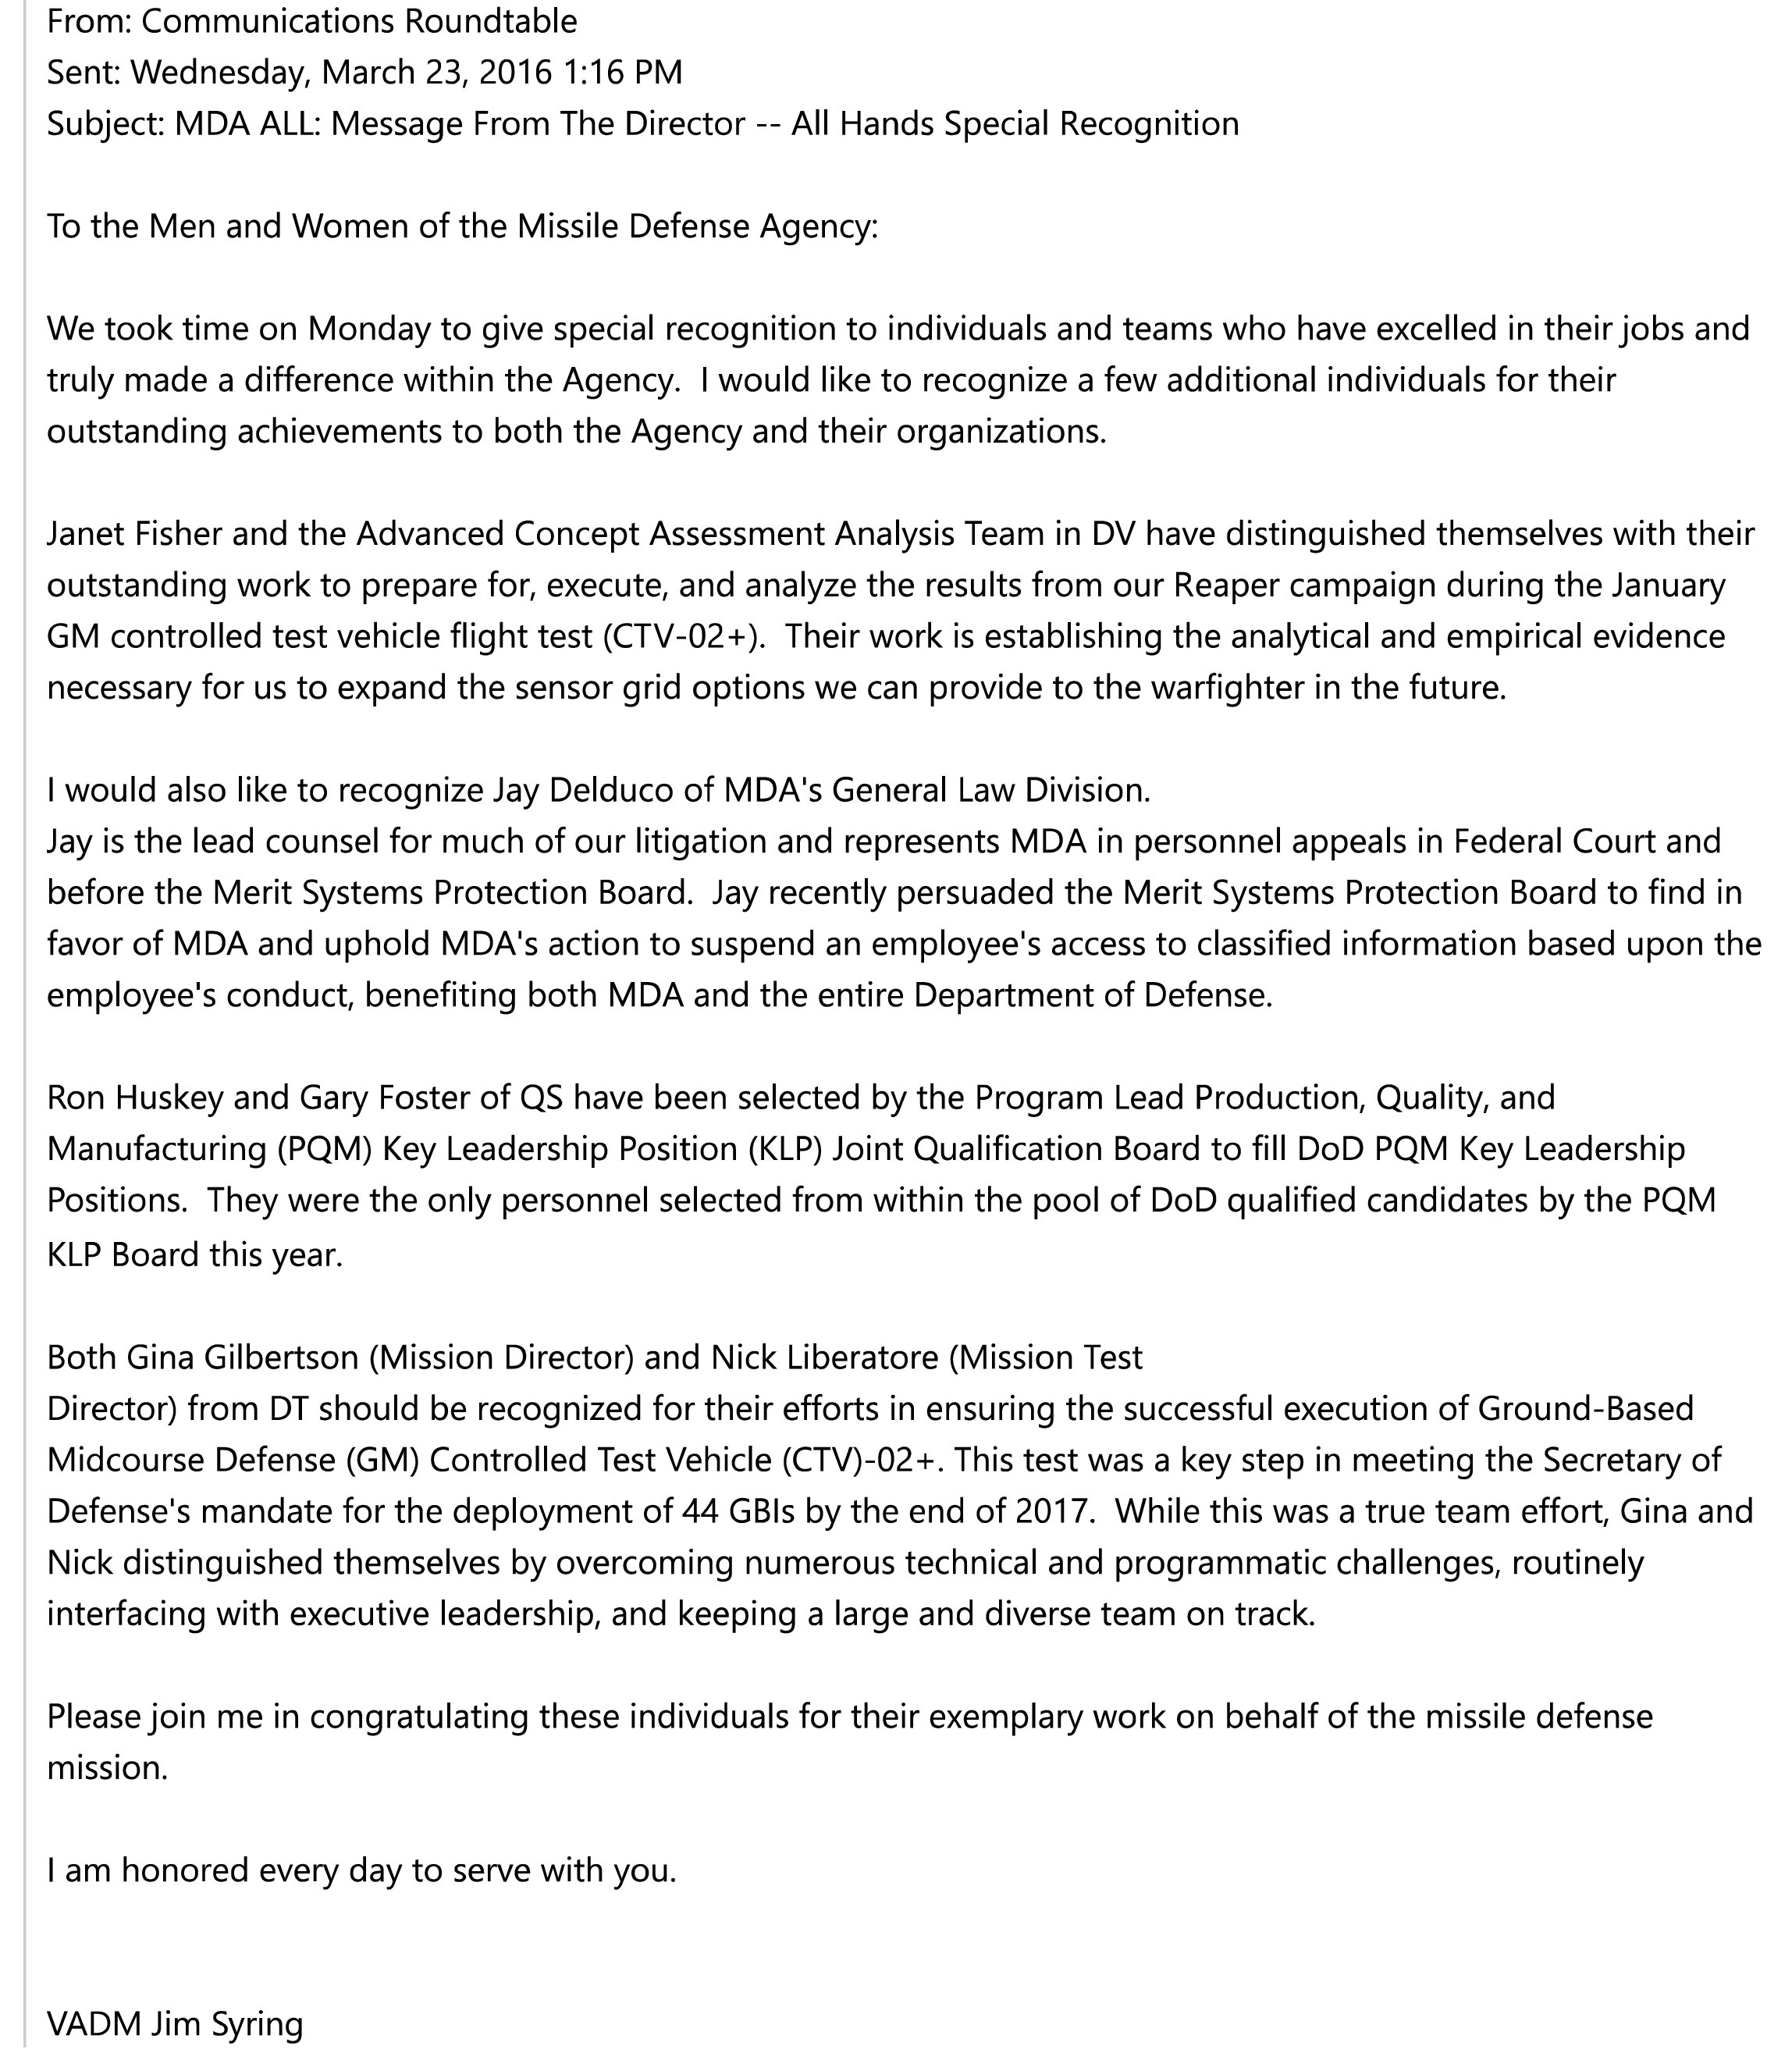 From: Communications Roundtable
Sent: Wednesday, March 23, 2016 1:16 PM
Subject: MDA ALL: Message From The Director -- All Hands Special Recognition
To the Men and Women of the Missile Defense Agency:
We took time on Monday to give special recognition to individuals and teams who have excelled in their jobs and
truly made a difference within the Agency.  I would like to recognize a few additional individuals for their
outstanding achievements to both the Agency and their organizations.
Janet Fisher and the Advanced Concept Assessment Analysis Team in DV have distinguished themselves with their
outstanding work to prepare for, execute, and analyze the results from our Reaper campaign during the January
GM controlled test vehicle flight test (CTV-02+).  Their work is establishing the analytical and empirical evidence
necessary for us to expand the sensor grid options we can provide to the warfighter in the future.
I would also like to recognize Jay Delduco of MDA's General Law Division.
Jay is the lead counsel for much of our litigation and represents MDA in personnel appeals in Federal Court and
before the Merit Systems Protection Board.  Jay recently persuaded the Merit Systems Protection Board to find in
favor of MDA and uphold MDA's action to suspend an employee's access to classified information based upon the
employee's conduct, benefiting both MDA and the entire Department of Defense.
Ron Huskey and Gary Foster of QS have been selected by the Program Lead Production, Quality, and
Manufacturing (PQM) Key Leadership Position (KLP) Joint Qualification Board to fill DoD PQM Key Leadership
Positions.  They were the only personnel selected from within the pool of DoD qualified candidates by the PQM
KLP Board this year.
Both Gina Gilbertson (Mission Director) and Nick Liberatore (Mission Test
Director) from DT should be recognized for their efforts in ensuring the successful execution of Ground-Based
Midcourse Defense (GM) Controlled Test Vehicle (CTV)-02+. This test was a key step in meeting the Secretary of
Defense's mandate for the deployment of 44 GBIs by the end of 2017.  While this was a true team effort, Gina and
Nick distinguished themselves by overcoming numerous technical and programmatic challenges, routinely
interfacing with executive leadership, and keeping a large and diverse team on track.
Please join me in congratulating these individuals for their exemplary work on behalf of the missile defense
mission.
I am honored every day to serve with you.
VADM Jim Syring